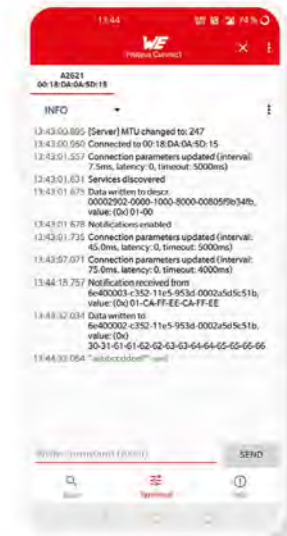 13:44
74%
WE
Proteus Connect
A2621
00:18:DA:0A:5D:15
INFO
13:43:00.895 [Server] MTU changed to: 247
13:43:00.960 Connected to 00:18:DA:0A:5D:15
13:43:01.557 Connection parameters updated (interval:
7.5ms, latency: 0, timeout: 5000ms)
13:43:01.631 Services discovered
13:43:01.675 Data written to descr.
00002902-0000-1000-8000-00805f9b34fb,
value: (0x) 01-00
13:43:01.678 Notifications enabled
13:43:01.735 Connection parameters updated (interval:
45.0ms, latency: 0, timeout: 5000ms)
13:43:07.071 Connection parameters updated (interval:
75.0ms, latency: 0, timeout: 4000ms)
13:44:18.757 Notification received from
6e400003-c352-11e5-953d-0002a5d5c51b,
value: (0x) 01-CA-FF-EE-CA-FF-EE
13:44:32.034 Data written to
6e400002-c352-11e5-953d-0002a5d5c51b,
value: (0x)
30-31-61-61-62-62-63-63-64-64-65-65-66-66
13:44:32.064 sent
Write command
SEND
Scan
Terminal
Info